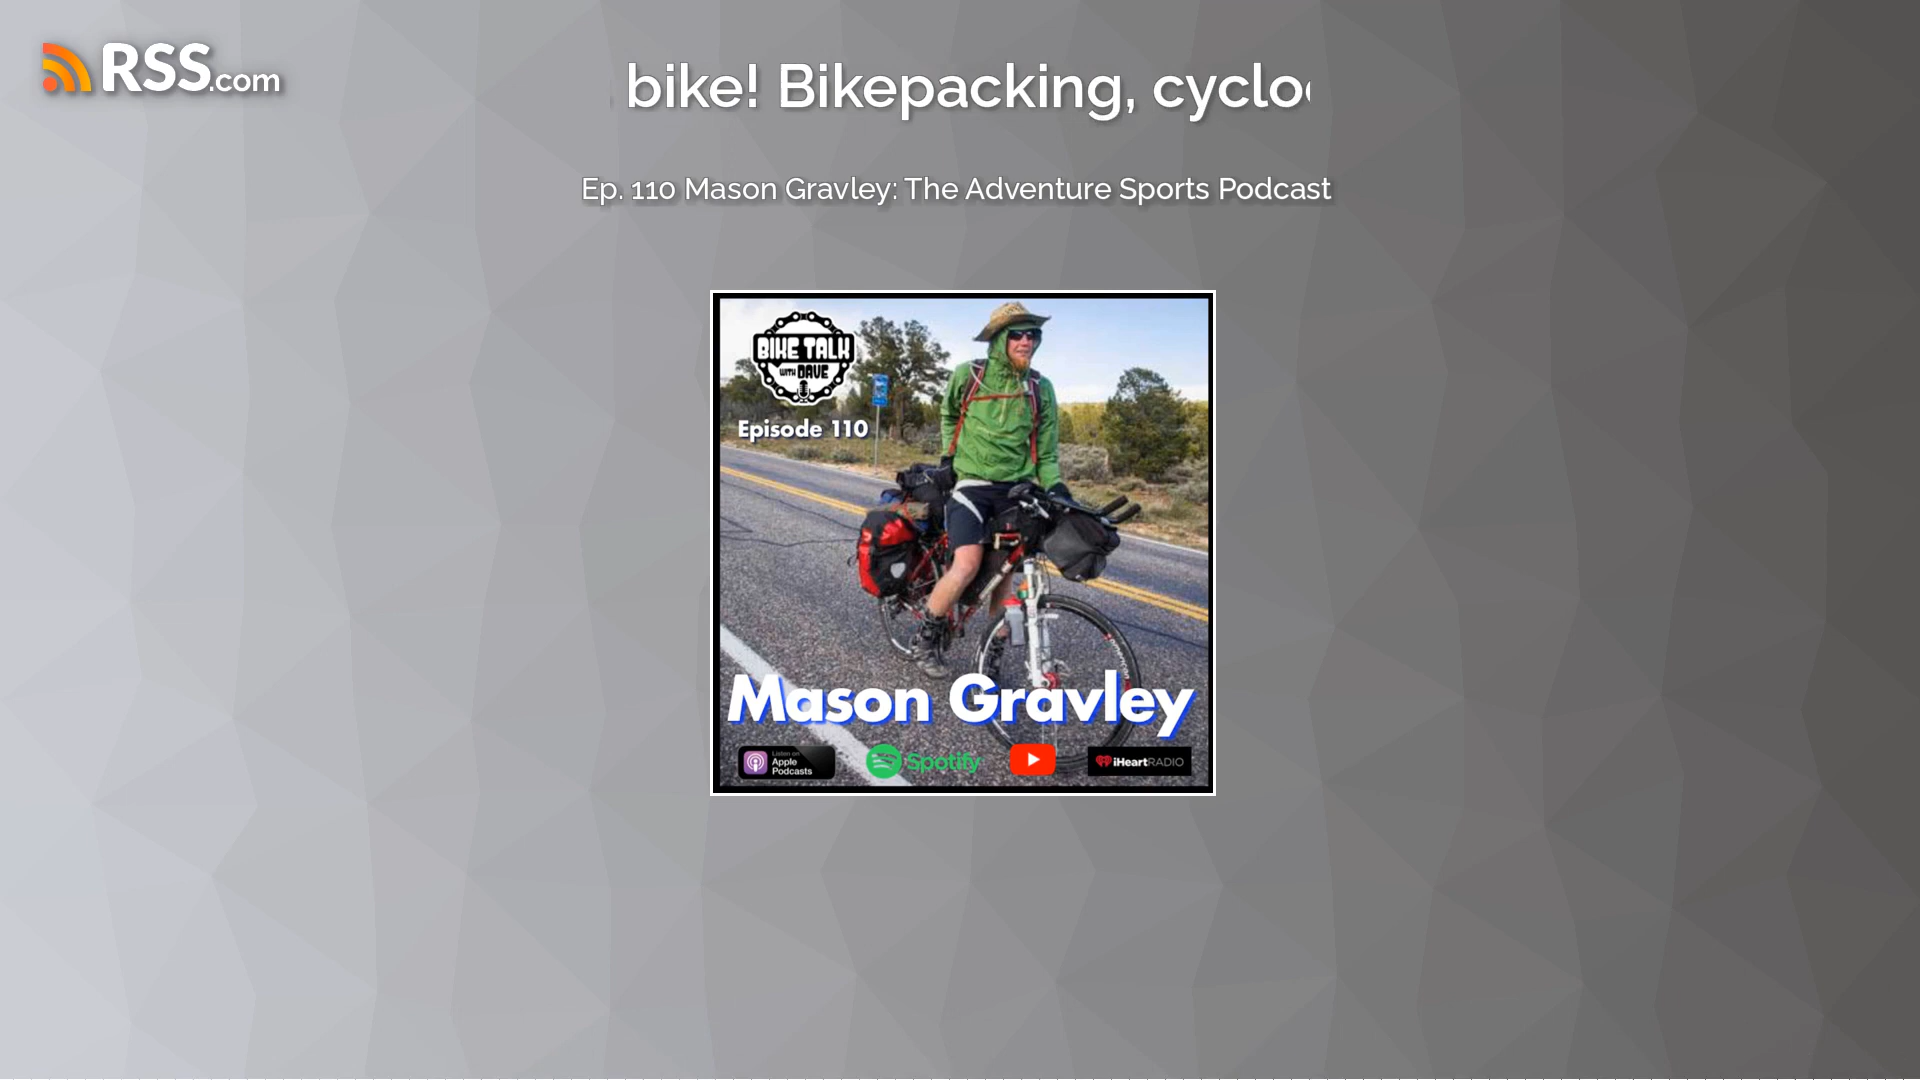 RSS.com
bike! Bikepacking, cyclo
Ep. 110 Mason Gravley: The Adventure Sports Podcast
BIKE TALK
WITH DAVE
Episode 110
Mason Gravley
Listen on
Apple
Podcasts
Spotify
iHeartRADIO